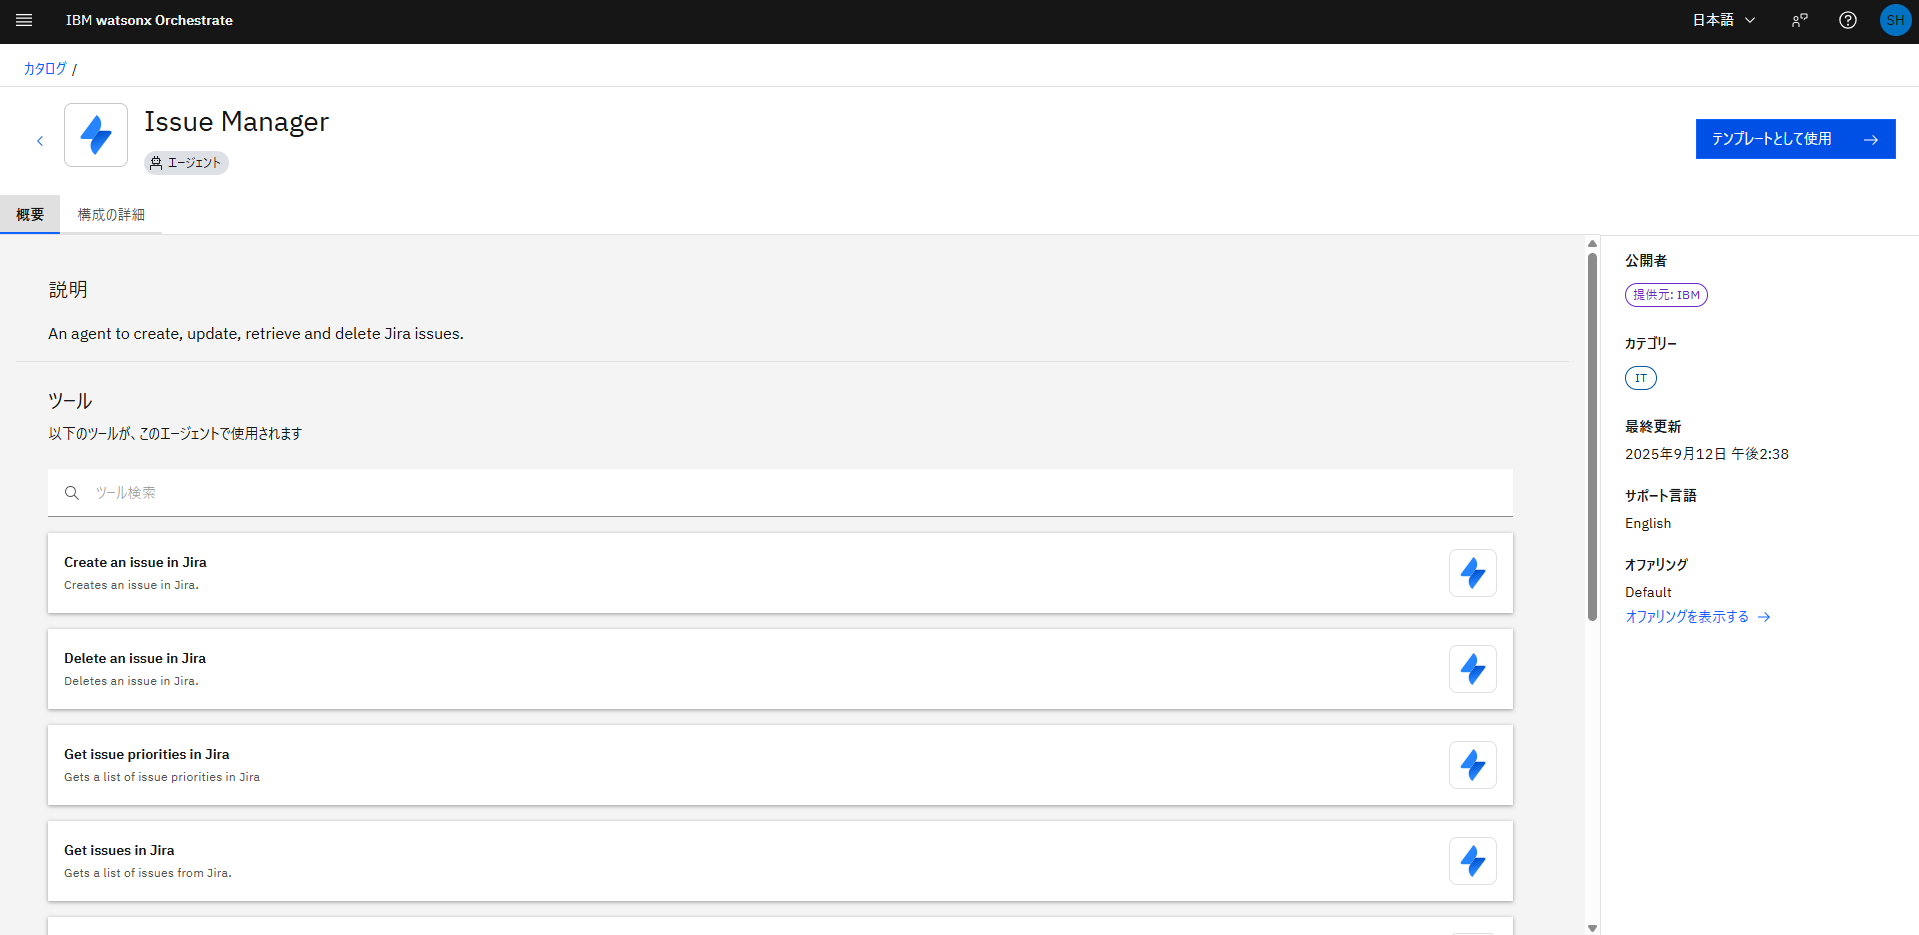 IBM watsonx Orchestrate
日本語
SH
カタログ /
Issue Manager
エージェント
テンプレートとして使用
概要
構成の詳細
説明
An agent to create, update, retrieve and delete Jira issues.
ツール
以下のツールが、このエージェントで使用されます
ツール検索
Create an issue in Jira
Creates an issue in Jira.
Delete an issue in Jira
Deletes an issue in Jira.
Get issue priorities in Jira
Gets a list of issue priorities in Jira
Get issues in Jira
Gets a list of issues from Jira.
公開者
提供元: IBM
カテゴリー
IT
最終更新
2025年9月12日 午後2:38
サポート言語
English
オファリング
Default
オファリングを表示する